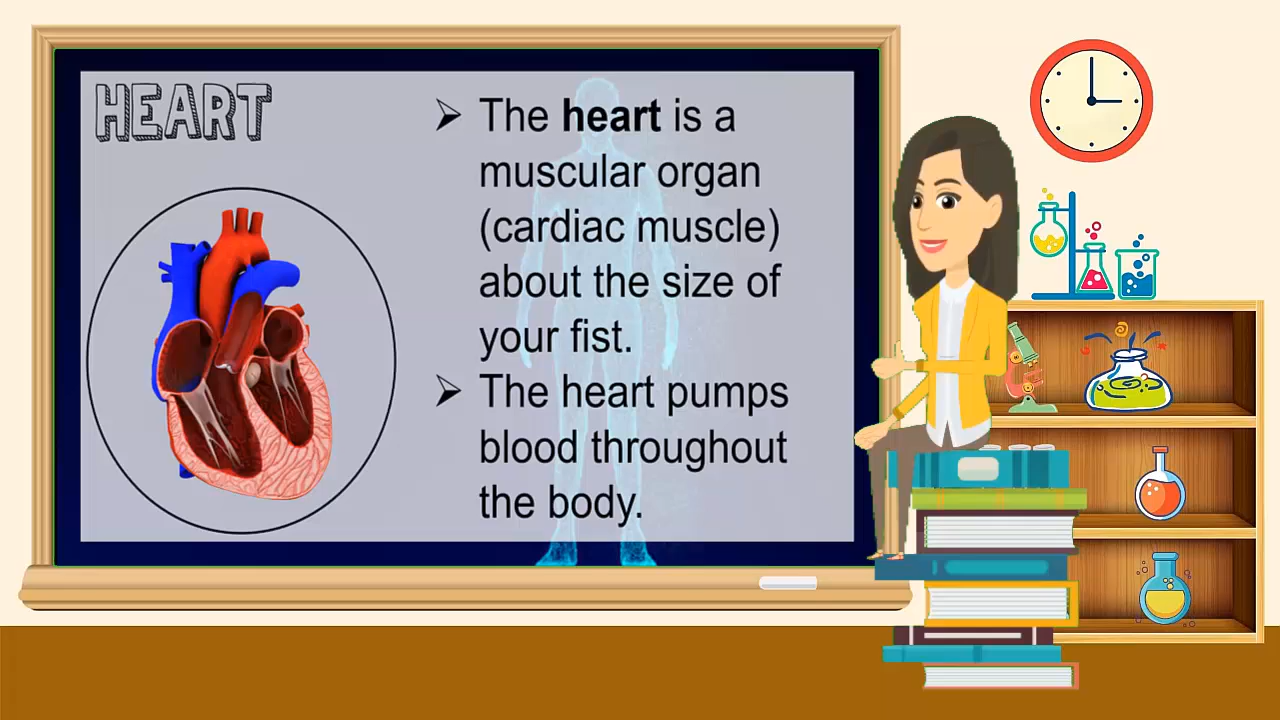 HEART
➢ The heart is a
muscular organ
(cardiac muscle)
about the size of
your fist.
➢ The heart pumps
blood throughout
the body.